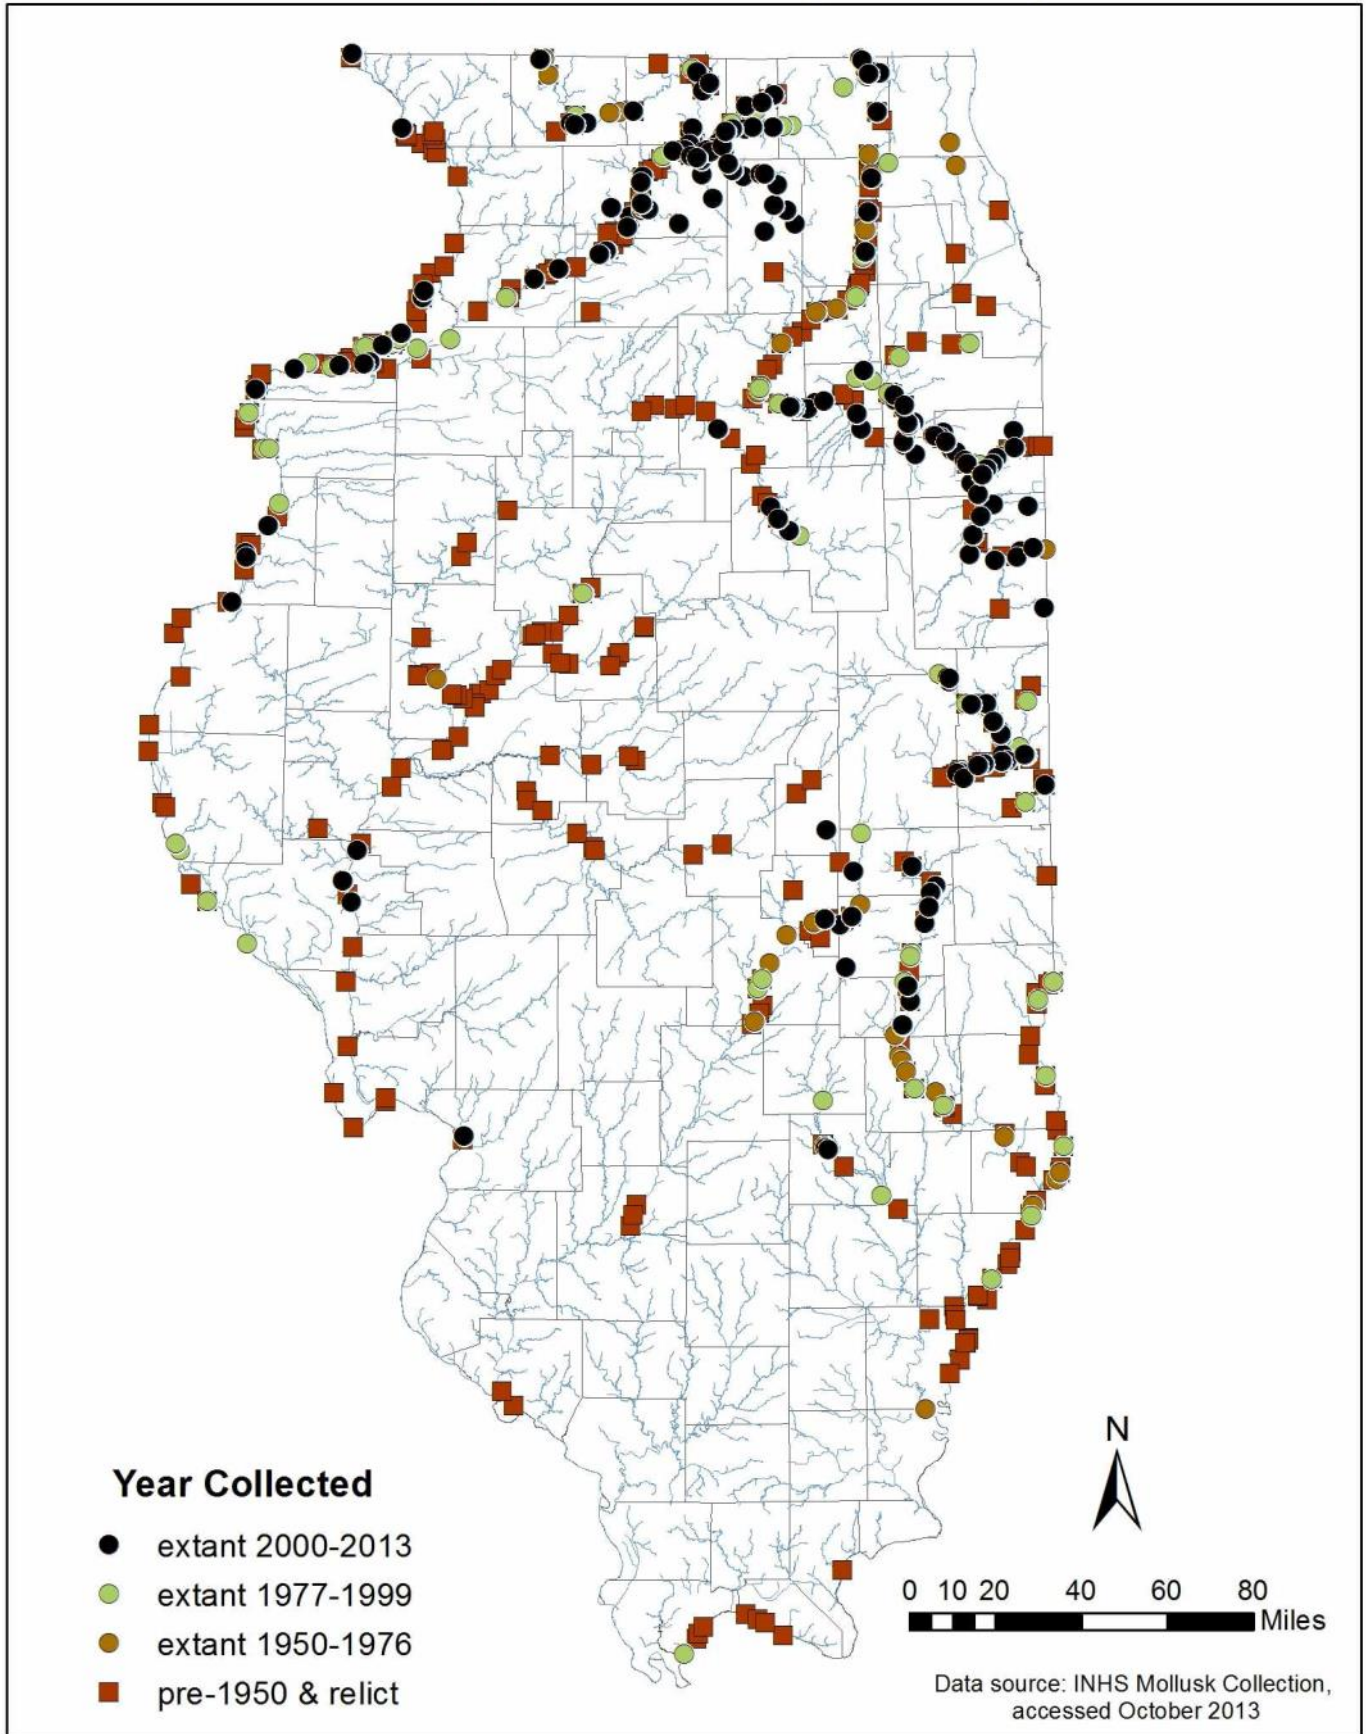 N
Year Collected
extant 2000-2013
extant 1977-1999
extant 1950-1976
pre-1950 & relict
0 10 20 40 60 80
Miles
Data source: INHS Mollusk Collection,
accessed October 2013